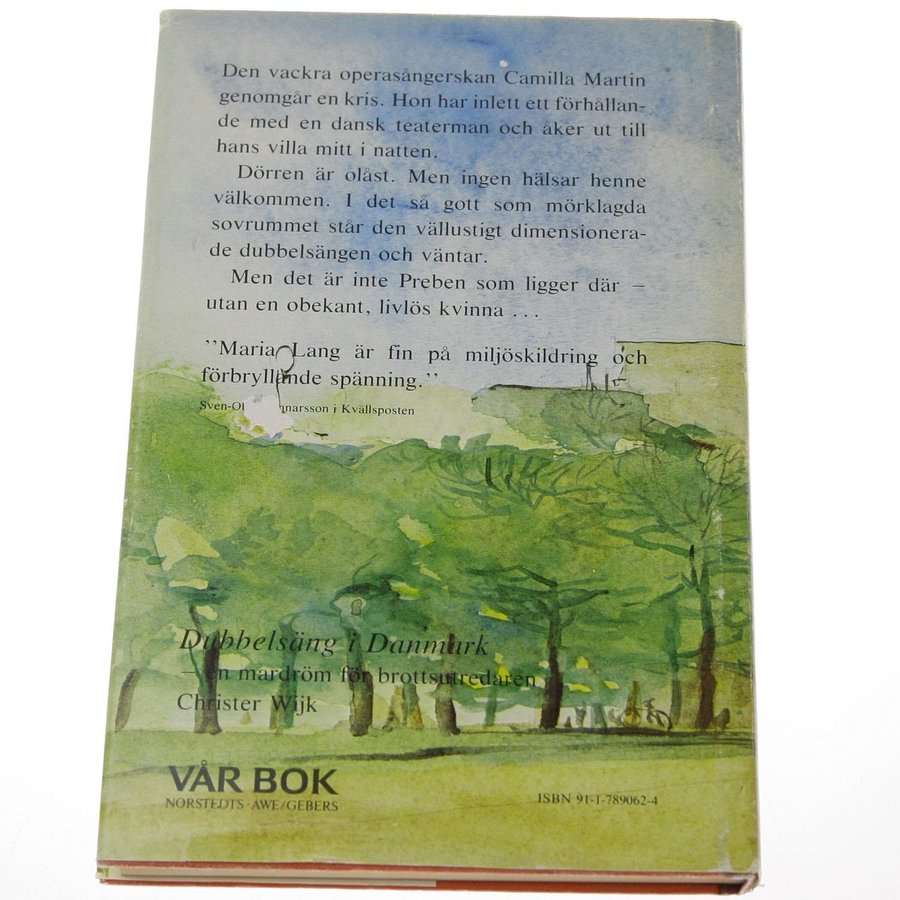 Den vackra operasångerskan Camilla Martin
genomgår en kris. Hon har inlett ett förhållan-
de med en dansk teaterman och åker ut till
hans villa mitt i natten.
Dörren är olåst. Men ingen hälsar henne
välkommen. I det så gott som mörklagda
sovrummet står den vällustigt dimensionera-
de dubbelsängen och väntar.
Men det är inte Preben som ligger där –
utan en obekant, livlös kvinna ...
”Maria Lang är fin på miljöskildring och
förbryllande spänning.”
i Kvällsposten
Dubbelsäng i Danmark
– en mardröm för brottsutredaren
Christer Wijk
VÅR BOK
NORSTEDTS · AWE/GEBERS
ISBN 91-1-789062-4